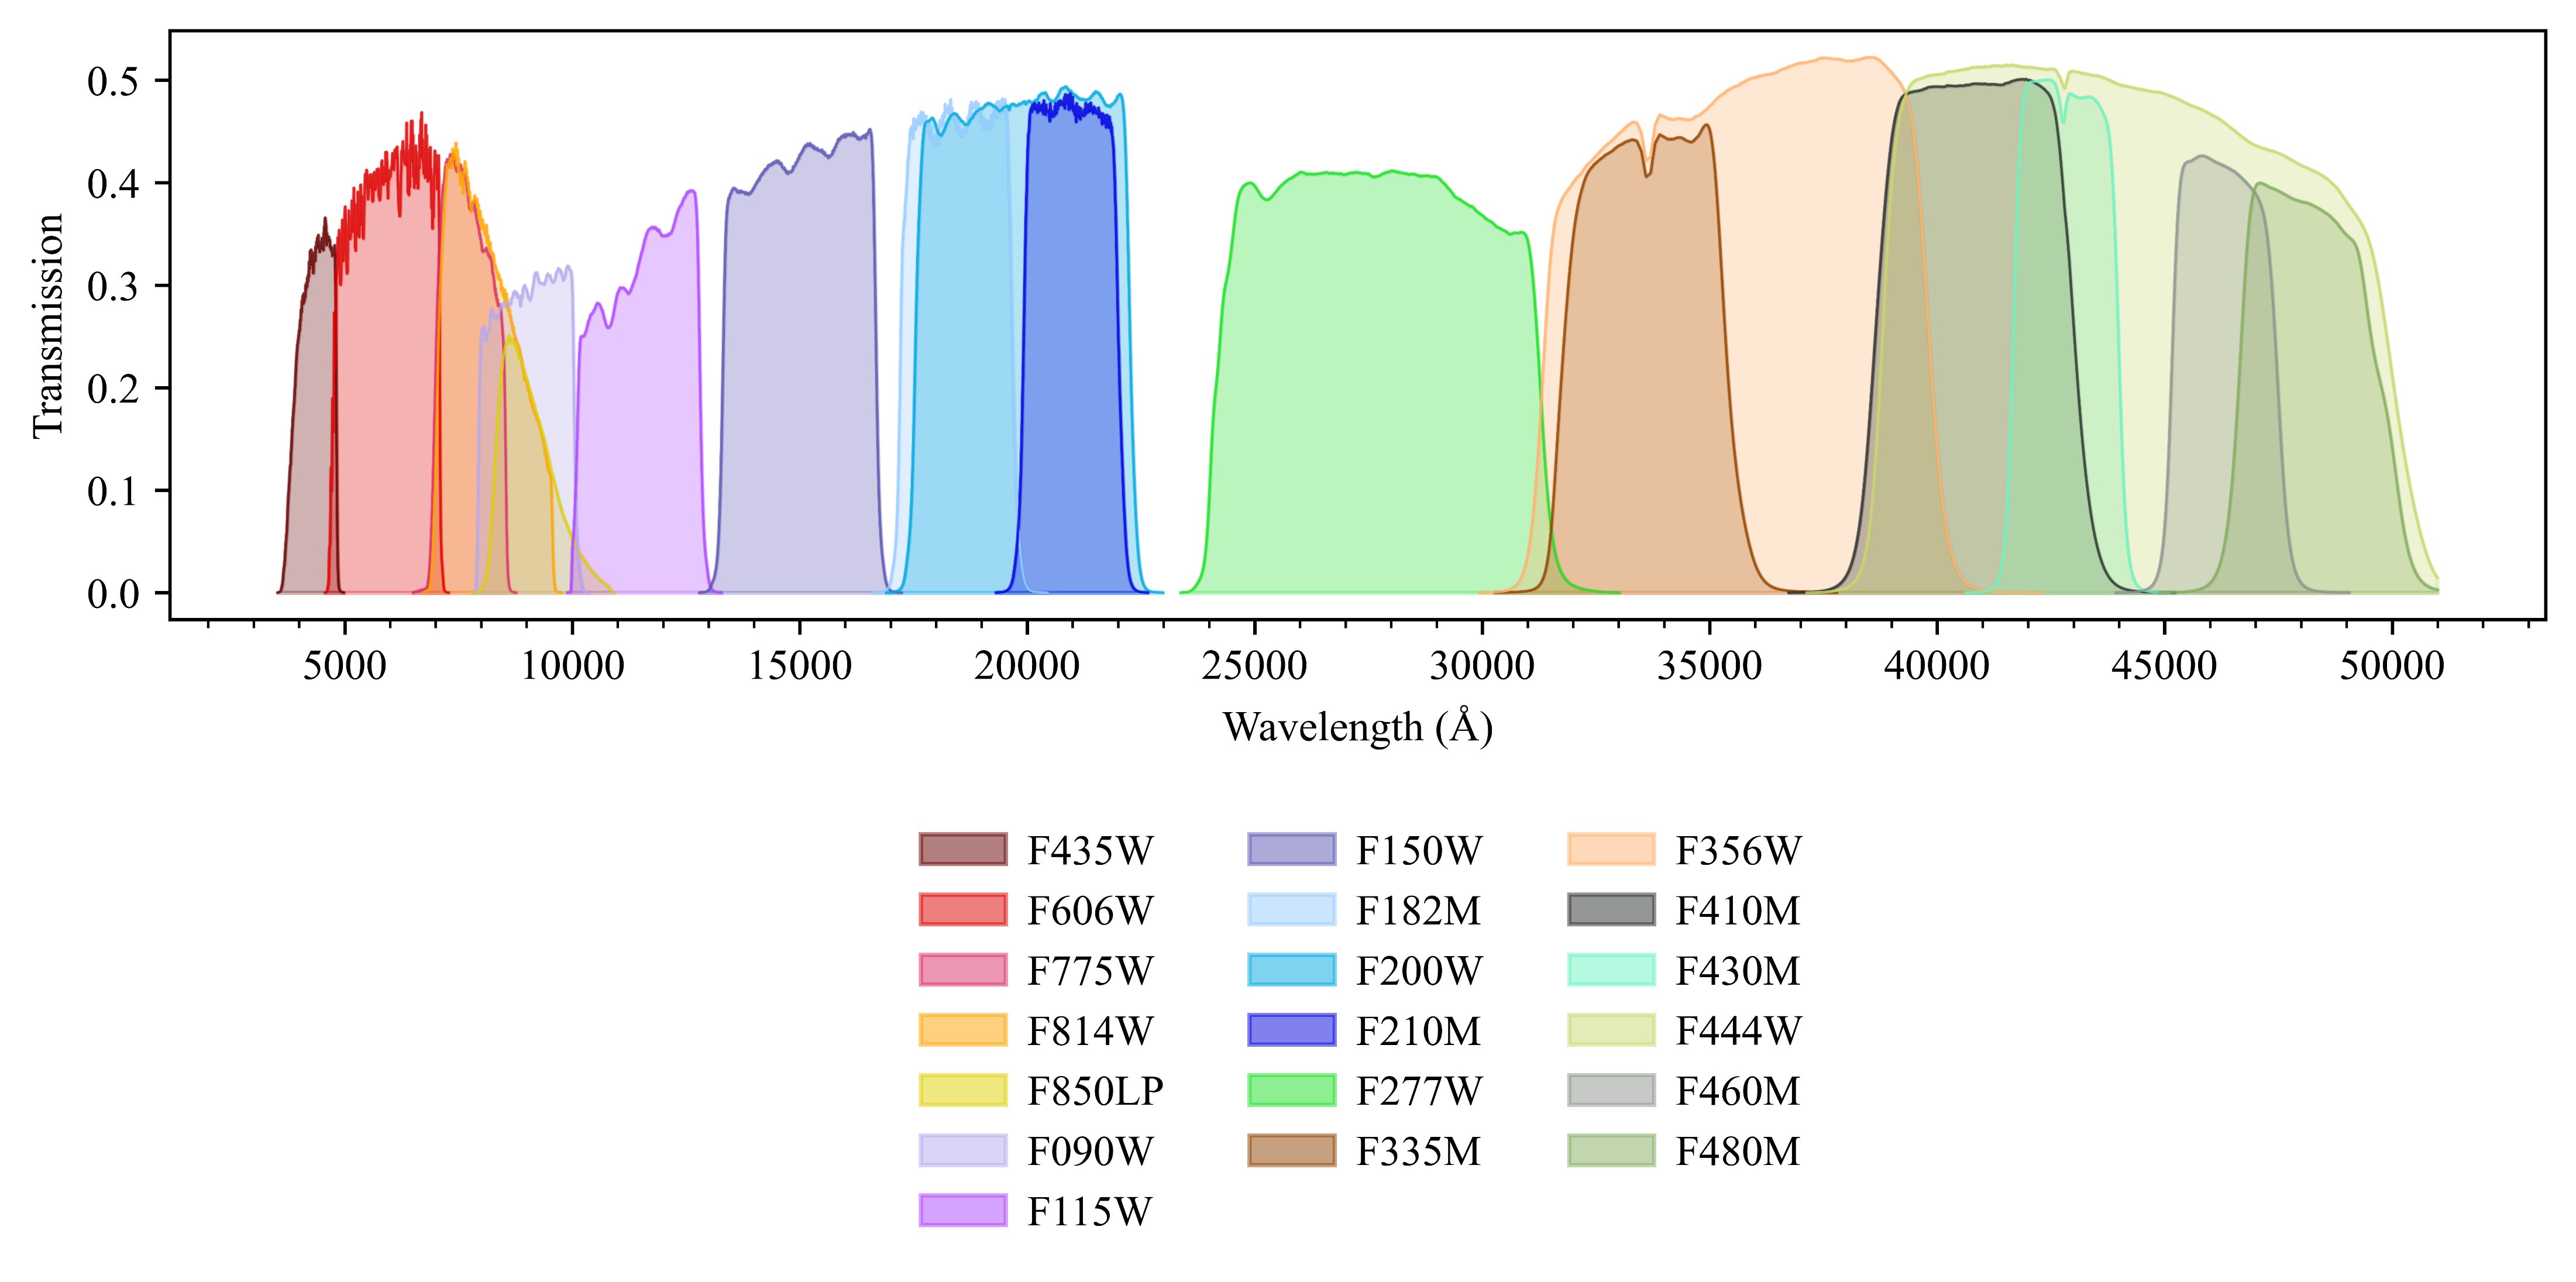 Transmission
0.5
0.4
0.3
0.2
0.1
0.0
5000 10000 15000 20000 25000 30000 35000 40000 45000 50000
Wavelength (Å)
F435W F150W F356W
F606W F182M F410M
F775W F200W F430M
F814W F210M F444W
F850LP F277W F460M
F090W F335M F480M
F115W